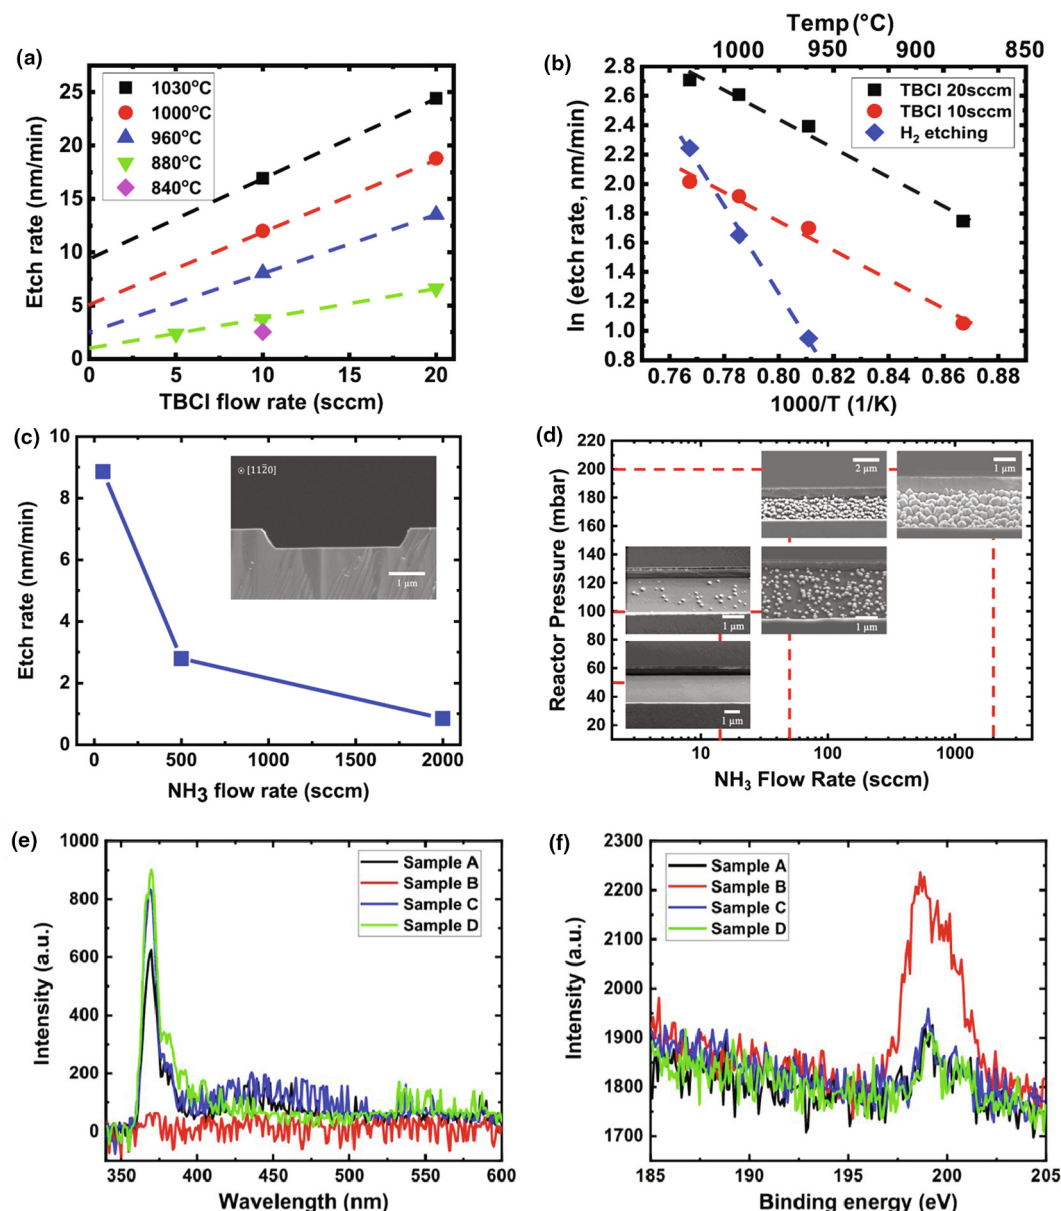 (a)
1030°C
1000°C
960°C
880°C
840°C
Etch rate (nm/min)
25
20
15
10
5
0
0 5 10 15 20
TBCl flow rate (sccm)
(b)
Temp (°C)
1000 950 900 850
TBCl 20sccm
TBCl 10sccm
H2 etching
ln (etch rate, nm/min)
2.8
2.6
2.4
2.2
2.0
1.8
1.6
1.4
1.2
1.0
0.8
0.76 0.78 0.80 0.82 0.84 0.86 0.88
1000/T (1/K)
(c)
Etch rate (nm/min)
10
8
6
4
2
0
0 500 1000 1500 2000
NH3 flow rate (sccm)
[112̄0]
1 µm
(d)
Reactor Pressure (mbar)
220
200
180
160
140
130
120
100
80
60
40
20
10 100 1000
NH3 Flow Rate (sccm)
2 µm
1 µm
1 µm
1 µm
1 µm
(e)
Sample A
Sample B
Sample C
Sample D
Intensity (a.u.)
1000
800
600
400
200
0
350 400 450 500 550 600
Wavelength (nm)
(f)
Sample A
Sample B
Sample C
Sample D
Intensity (a.u.)
2300
2200
2100
2000
1900
1800
1700
185 190 195 200 205
Binding energy (eV)